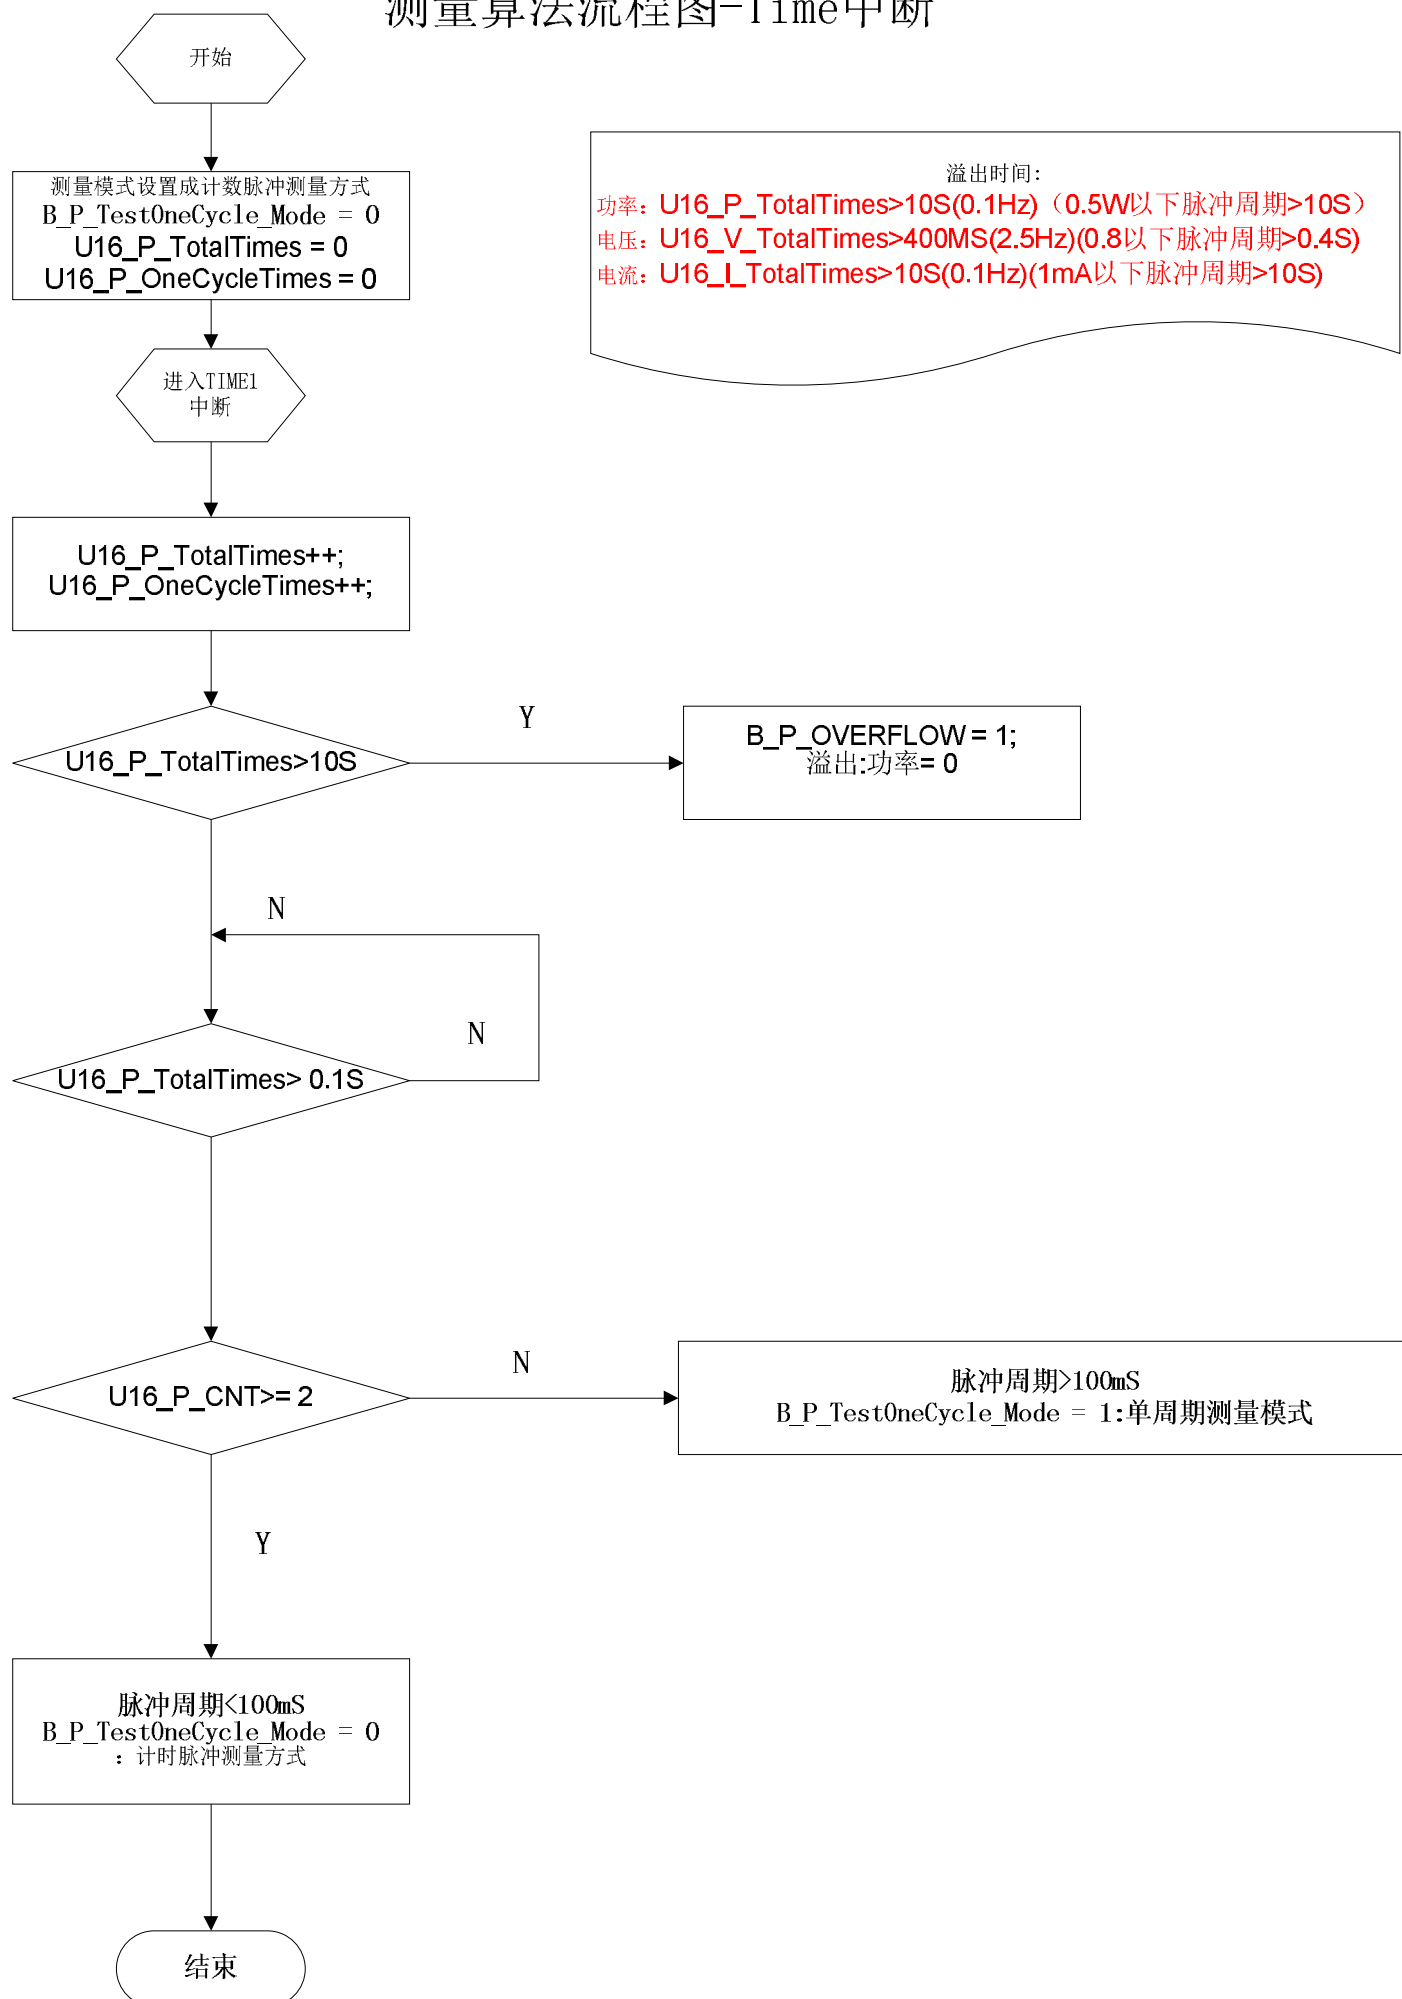 测量算法流程图-Time中断
开始
测量模式设置成计数脉冲测量方式
B_P_TestOneCycle_Mode = 0
U16_P_TotalTimes = 0
U16_P_OneCycleTimes = 0
溢出时间:
功率: U16_P_TotalTimes>10S(0.1Hz)（0.5W以下脉冲周期>10S）
电压: U16_V_TotalTimes>400MS(2.5Hz)(0.8以下脉冲周期>0.4S)
电流: U16_I_TotalTimes>10S(0.1Hz)(1mA以下脉冲周期>10S)
进入TIME1
中断
U16_P_TotalTimes++;
U16_P_OneCycleTimes++;
U16_P_TotalTimes>10S
Y
B_P_OVERFLOW = 1;
溢出:功率= 0
N
N
U16_P_TotalTimes> 0.1S
U16_P_CNT>= 2
N
脉冲周期>100mS
B_P_TestOneCycle_Mode = 1:单周期测量模式
Y
脉冲周期<100mS
B_P_TestOneCycle_Mode = 0
：计时脉冲测量方式
结束